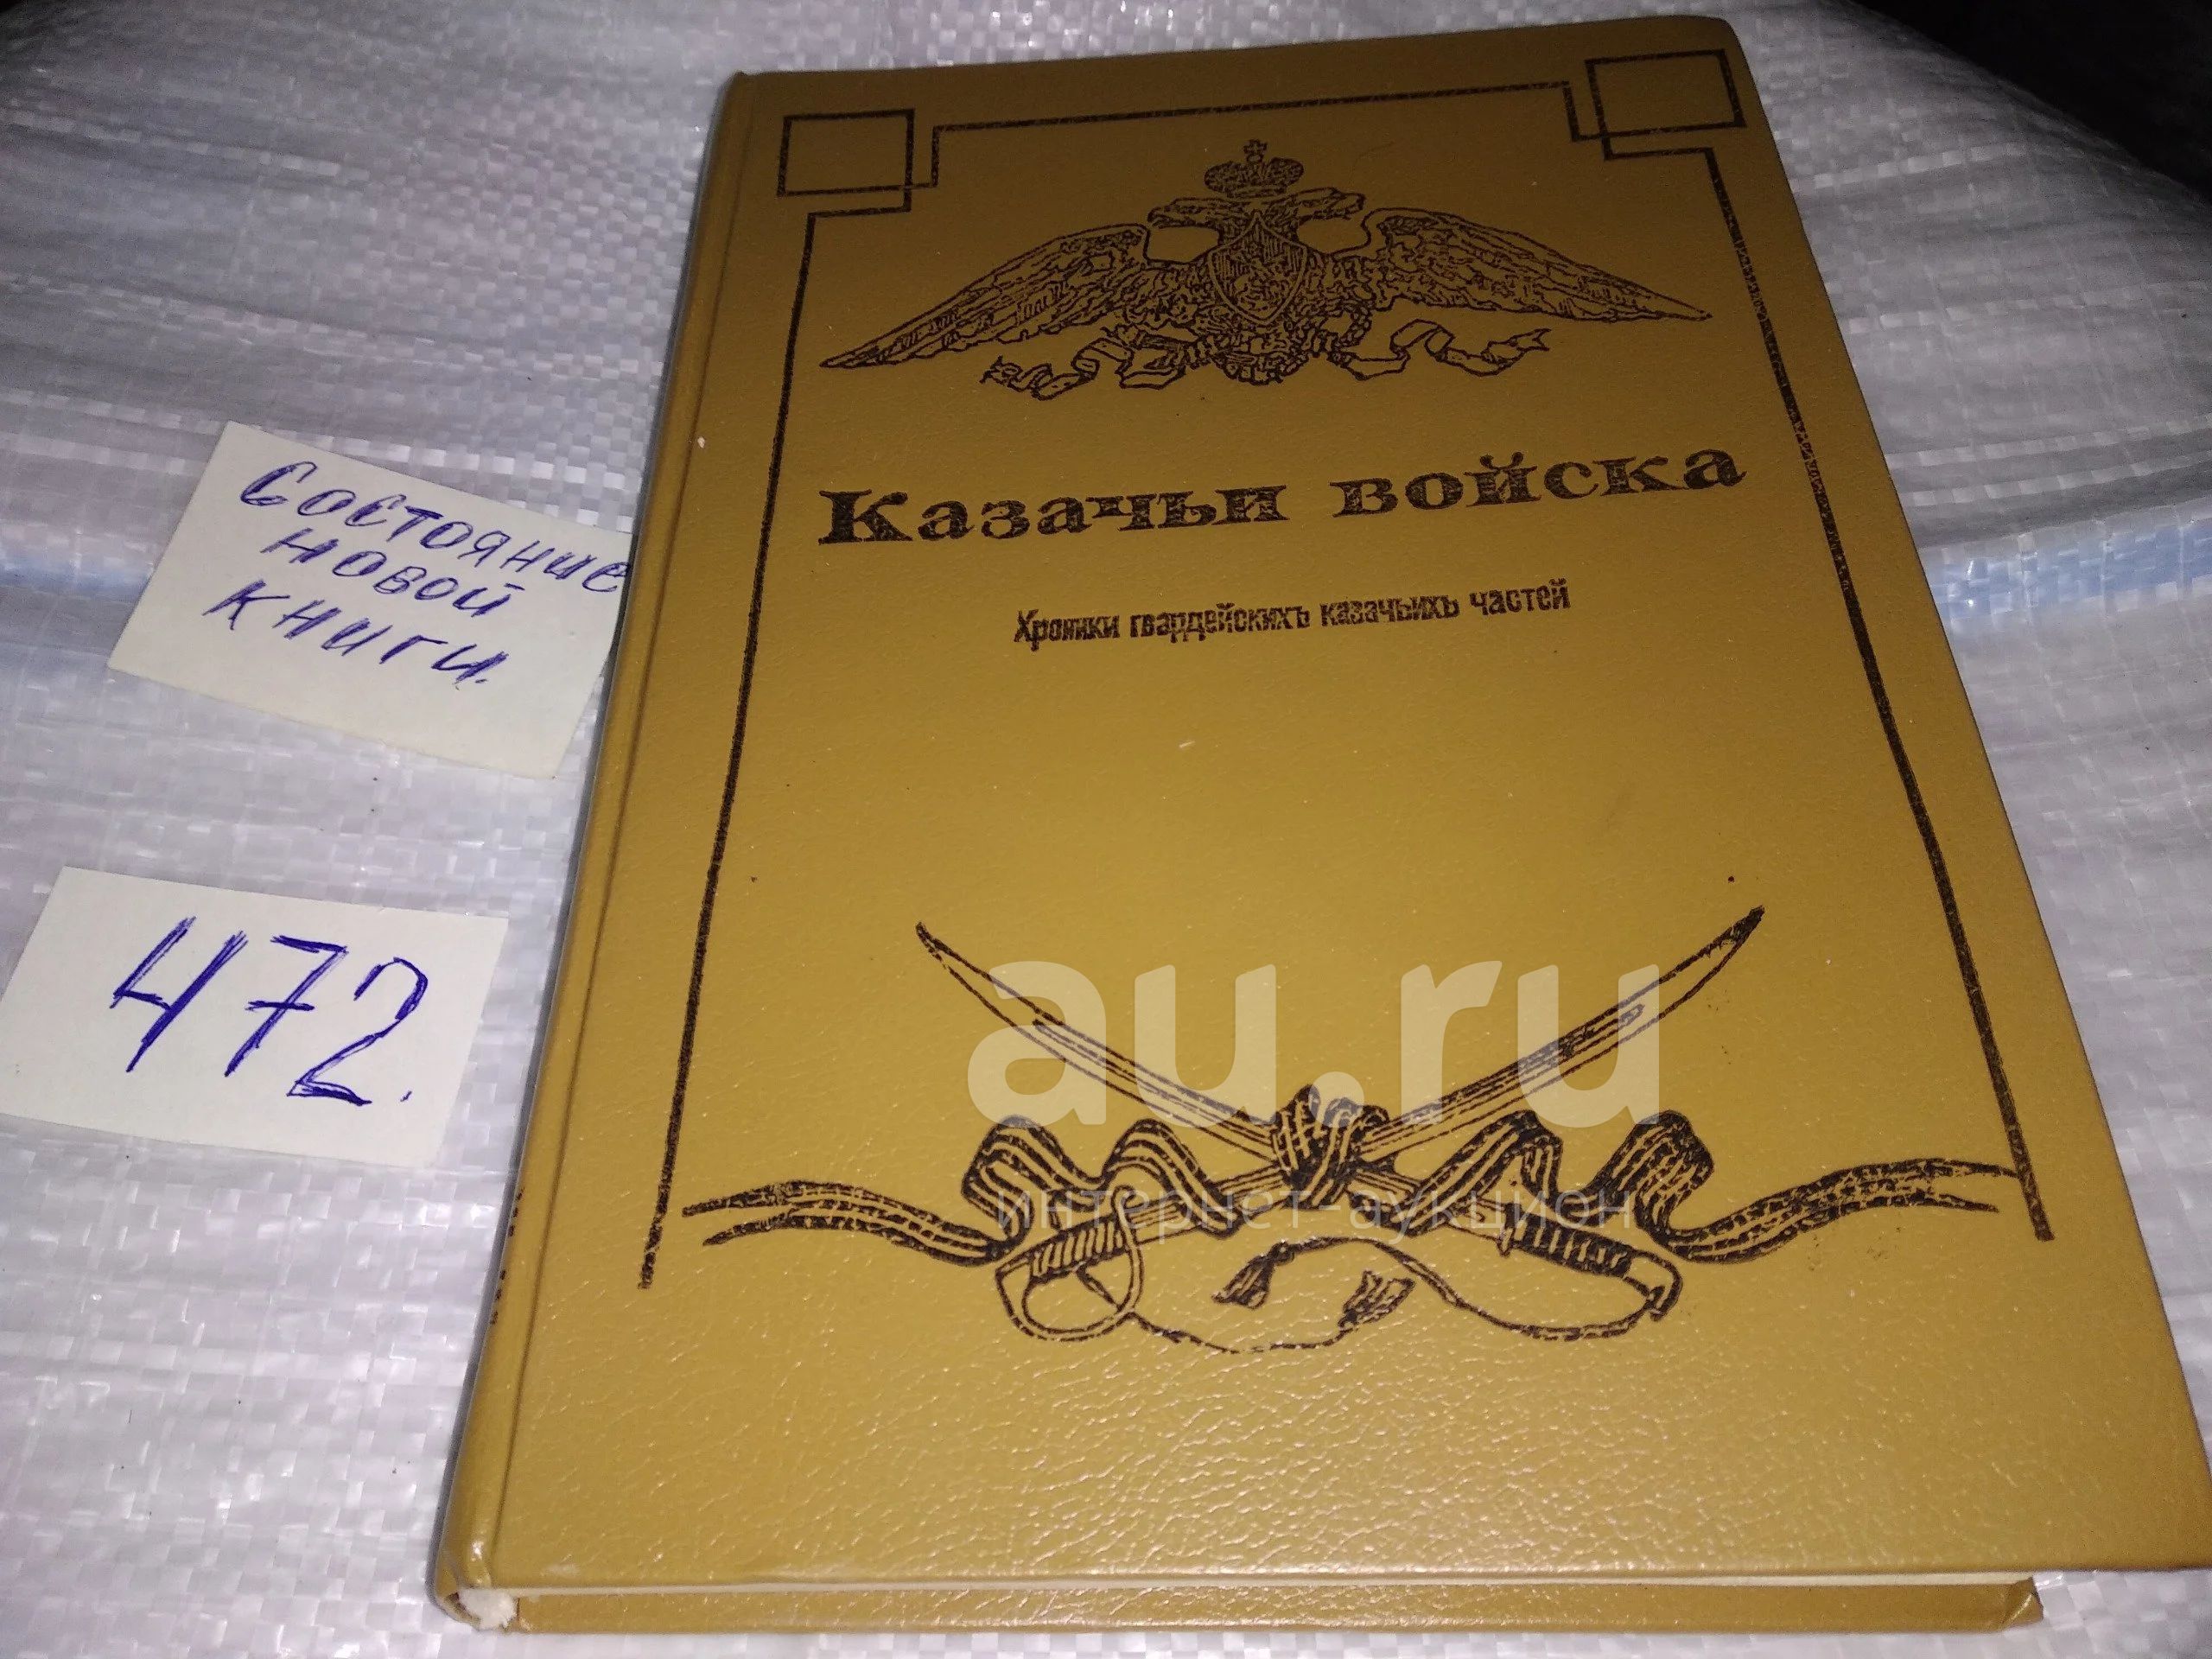 Казачьи войска
Хроники гвардейскихъ казачьихъ частей
Состояние
новой
книги.
472.
au.ru
интернет-аукцион